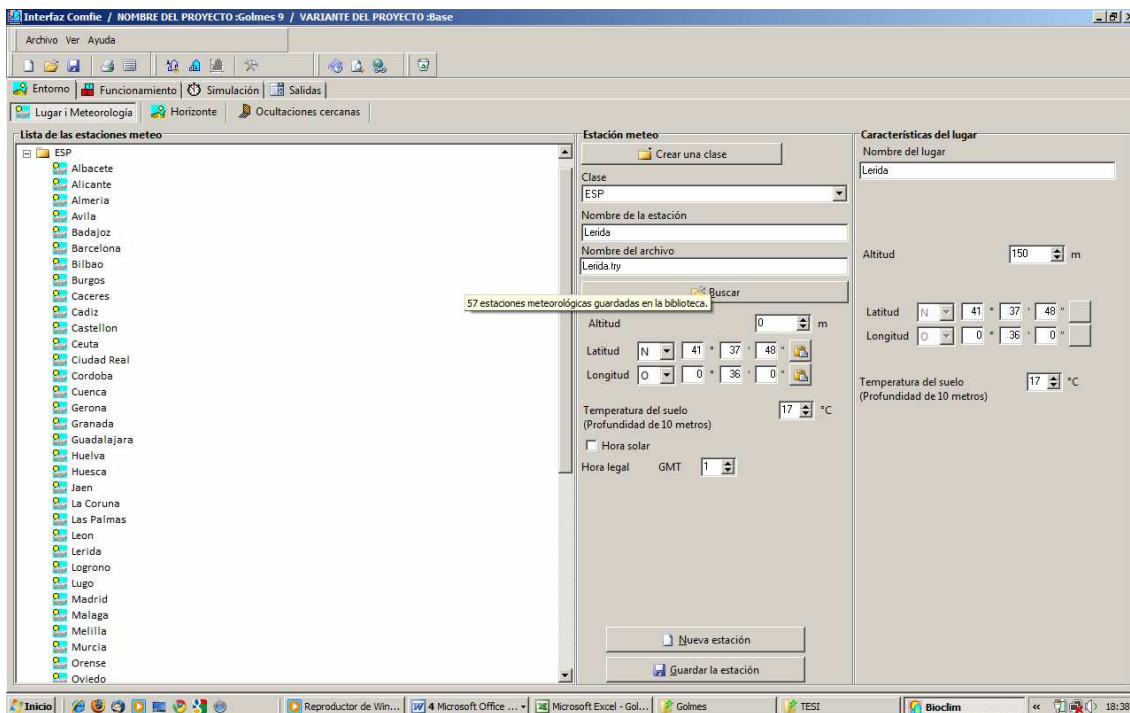 Interfaz Comfie / NOMBRE DEL PROYECTO :Golmes 9 / VARIANTE DEL PROYECTO :Base
Archivo Ver Ayuda
Entorno Funcionamiento Simulación Salidas
Lugar i Meteorología Horizonte Ocultaciones cercanas
Lista de las estaciones meteo
ESP
Albacete
Alicante
Almeria
Avila
Badajoz
Barcelona
Bilbao
Burgos
Caceres
Cadiz
Castellon
Ceuta
Ciudad Real
Cordoba
Cuenca
Gerona
Granada
Guadalajara
Huelva
Huesca
Jaen
La Coruna
Las Palmas
Leon
Lerida
Logrono
Lugo
Madrid
Malaga
Melilla
Murcia
Orense
Oviedo
57 estaciones meteorológicas guardadas en la biblioteca.
Estación meteo
Crear una clase
Clase
ESP
Nombre de la estación
Lerida
Nombre del archivo
Lerida.try
Buscar
Altitud 0 m
Latitud N 41 ° 37 ' 48 "
Longitud O 0 ° 36 ' 0 "
Temperatura del suelo 17 °C
(Profundidad de 10 metros)
Hora solar
Hora legal GMT 1
Nueva estación
Guardar la estación
Características del lugar
Nombre del lugar
Lerida
Altitud 150 m
Latitud N 41 ° 37 ' 48 "
Longitud O 0 ° 36 ' 0 "
Temperatura del suelo 17 °C
(Profundidad de 10 metros)
Inicio Reproductor de Win... 4 Microsoft Office ... Microsoft Excel - Gol... Golmes TESI Bioclim « 18:38